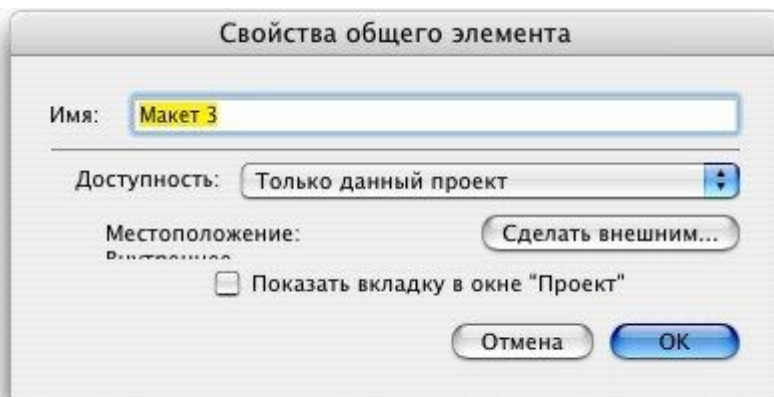 Свойства общего элемента
Имя: Макет 3
Доступность: Только данный проект
Местоположение: Сделать внешним...
Показать вкладку в окне "Проект"
Отмена OK